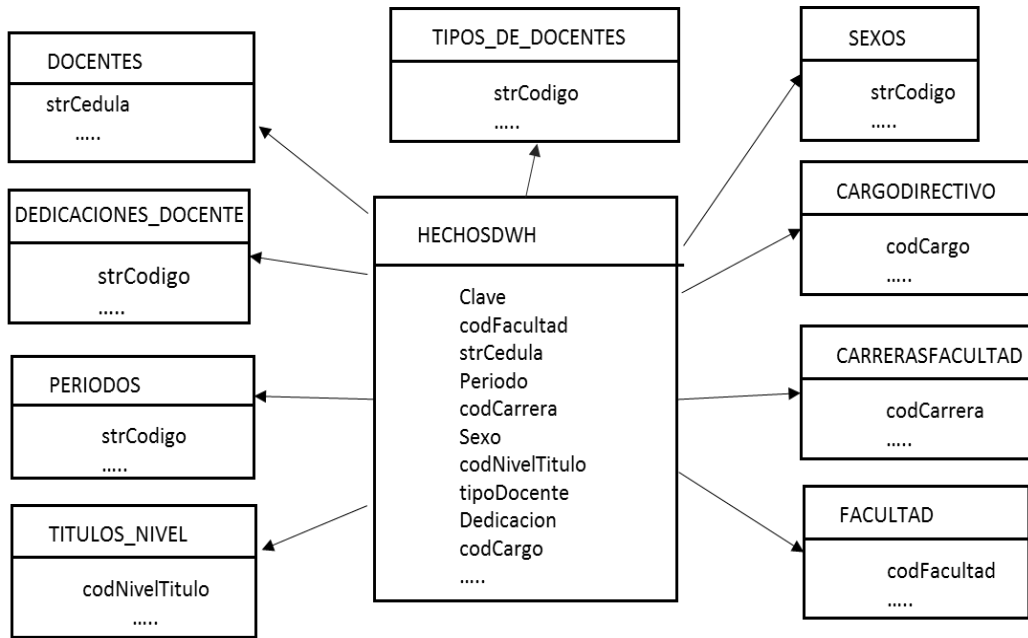 DOCENTES
strCedula
.....
TIPOS_DE_DOCENTES
strCodigo
.....
SEXOS
strCodigo
.....
DEDICACIONES_DOCENTE
strCodigo
.....
HECHOSDWH
Clave
codFacultad
strCedula
Periodo
codCarrera
Sexo
codNivelTitulo
tipoDocente
Dedicacion
codCargo
.....
CARGODIRECTIVO
codCargo
.....
PERIODOS
strCodigo
.....
CARRERASFACULTAD
codCarrera
.....
TITULOS_NIVEL
codNivelTitulo
.....
FACULTAD
codFacultad
.....